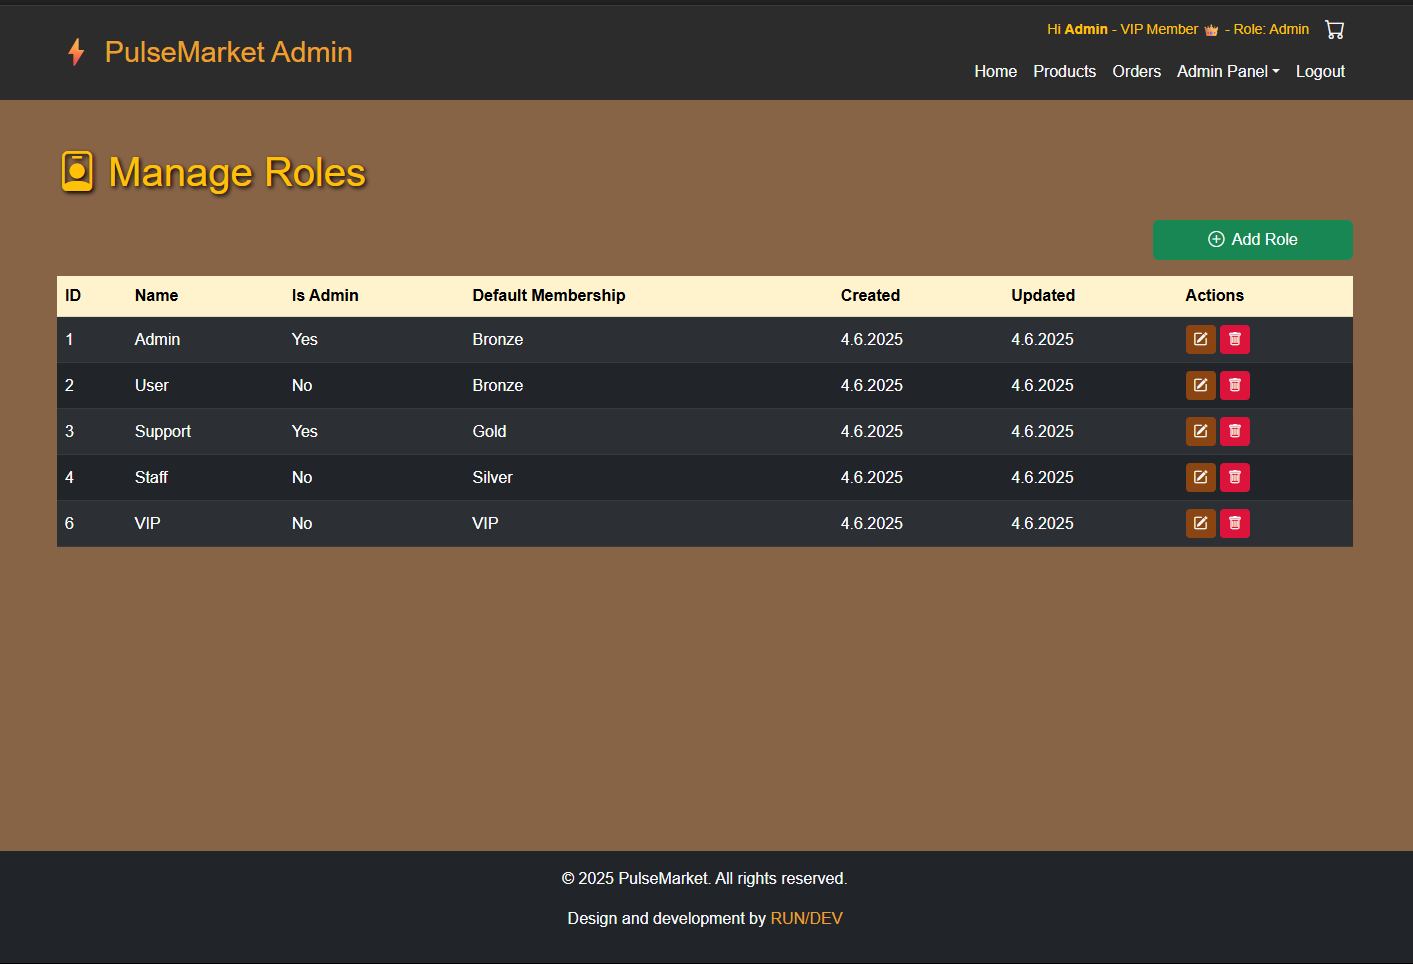 PulseMarket Admin
Hi Admin - VIP Member 👑 - Role: Admin
Home Products Orders Admin Panel Logout
Manage Roles
Add Role
ID Name Is Admin Default Membership Created Updated Actions
1 Admin Yes Bronze 4.6.2025 4.6.2025
2 User No Bronze 4.6.2025 4.6.2025
3 Support Yes Gold 4.6.2025 4.6.2025
4 Staff No Silver 4.6.2025 4.6.2025
6 VIP No VIP 4.6.2025 4.6.2025
© 2025 PulseMarket. All rights reserved.
Design and development by RUN/DEV